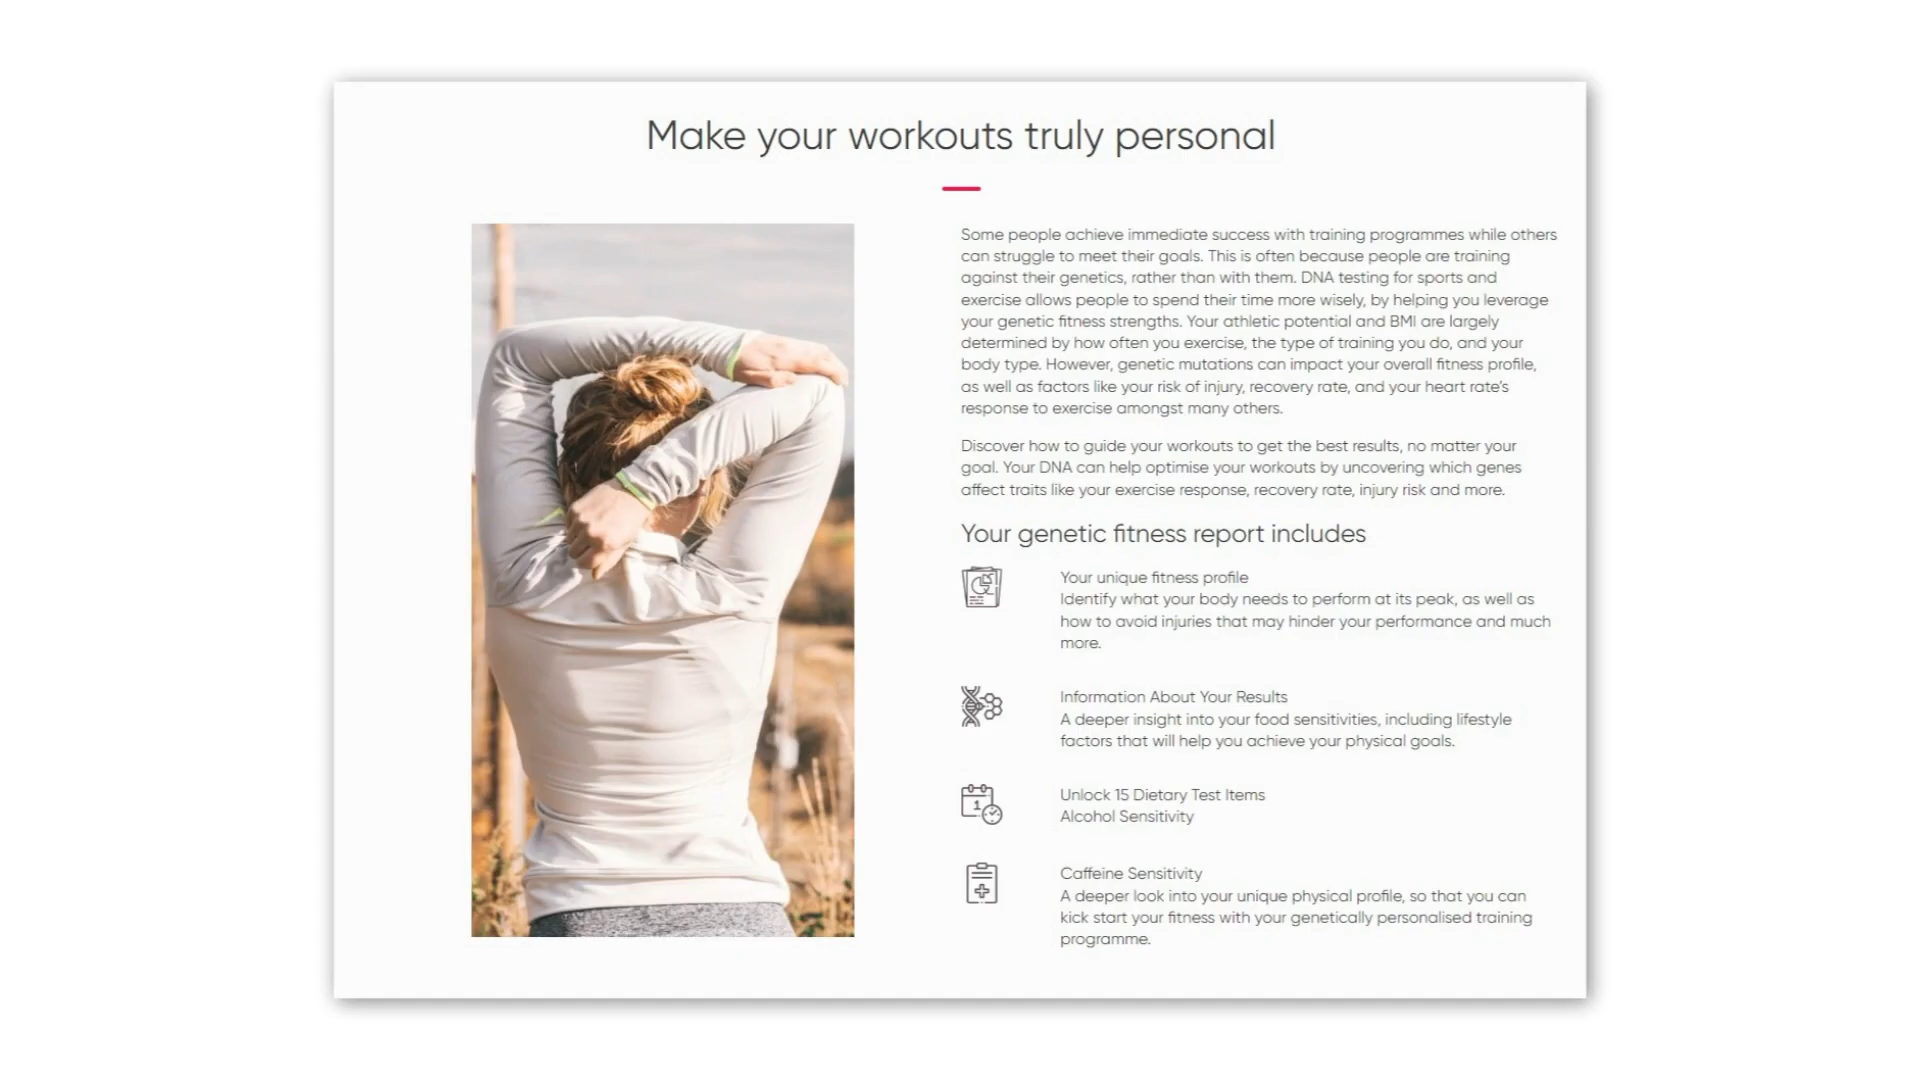 Make your workouts truly personal
Some people achieve immediate success with training programmes while others
can struggle to meet their goals. This is often because people are training
against their genetics, rather than with them. DNA testing for sports and
exercise allows people to spend their time more wisely, by helping you leverage
your genetic fitness strengths. Your athletic potential and BMI are largely
determined by how often you exercise, the type of training you do, and your
body type. However, genetic mutations can impact your overall fitness profile,
as well as factors like your risk of injury, recovery rate, and your heart rate's
response to exercise amongst many others.
Discover how to guide your workouts to get the best results, no matter your
goal. Your DNA can help optimise your workouts by uncovering which genes
affect traits like your exercise response, recovery rate, injury risk and more.
Your genetic fitness report includes
Your unique fitness profile
Identify what your body needs to perform at its peak, as well as
how to avoid injuries that may hinder your performance and much
more.
Information About Your Results
A deeper insight into your food sensitivities, including lifestyle
factors that will help you achieve your physical goals.
1
Unlock 15 Dietary Test Items
Alcohol Sensitivity
Caffeine Sensitivity
A deeper look into your unique physical profile, so that you can
kick start your fitness with your genetically personalised training
programme.